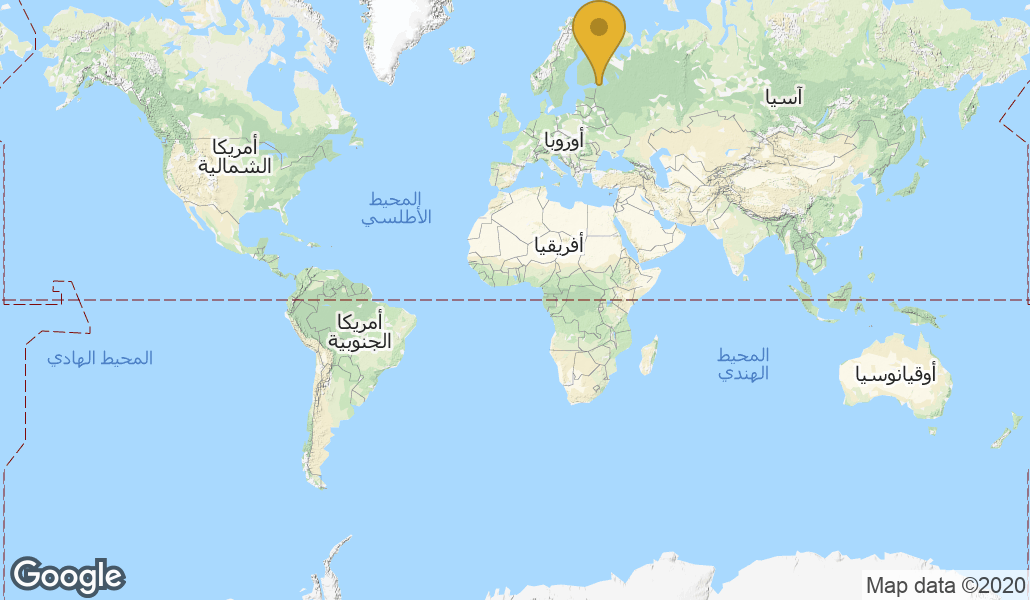 آسيا
أوروبا
أمريكا
الشمالية
المحيط
الأطلسي
أفريقيا
أمريكا
الجنوبية
المحيط الهادي
المحيط
الهندي
أوقيانوسيا
Google
Map data ©2020